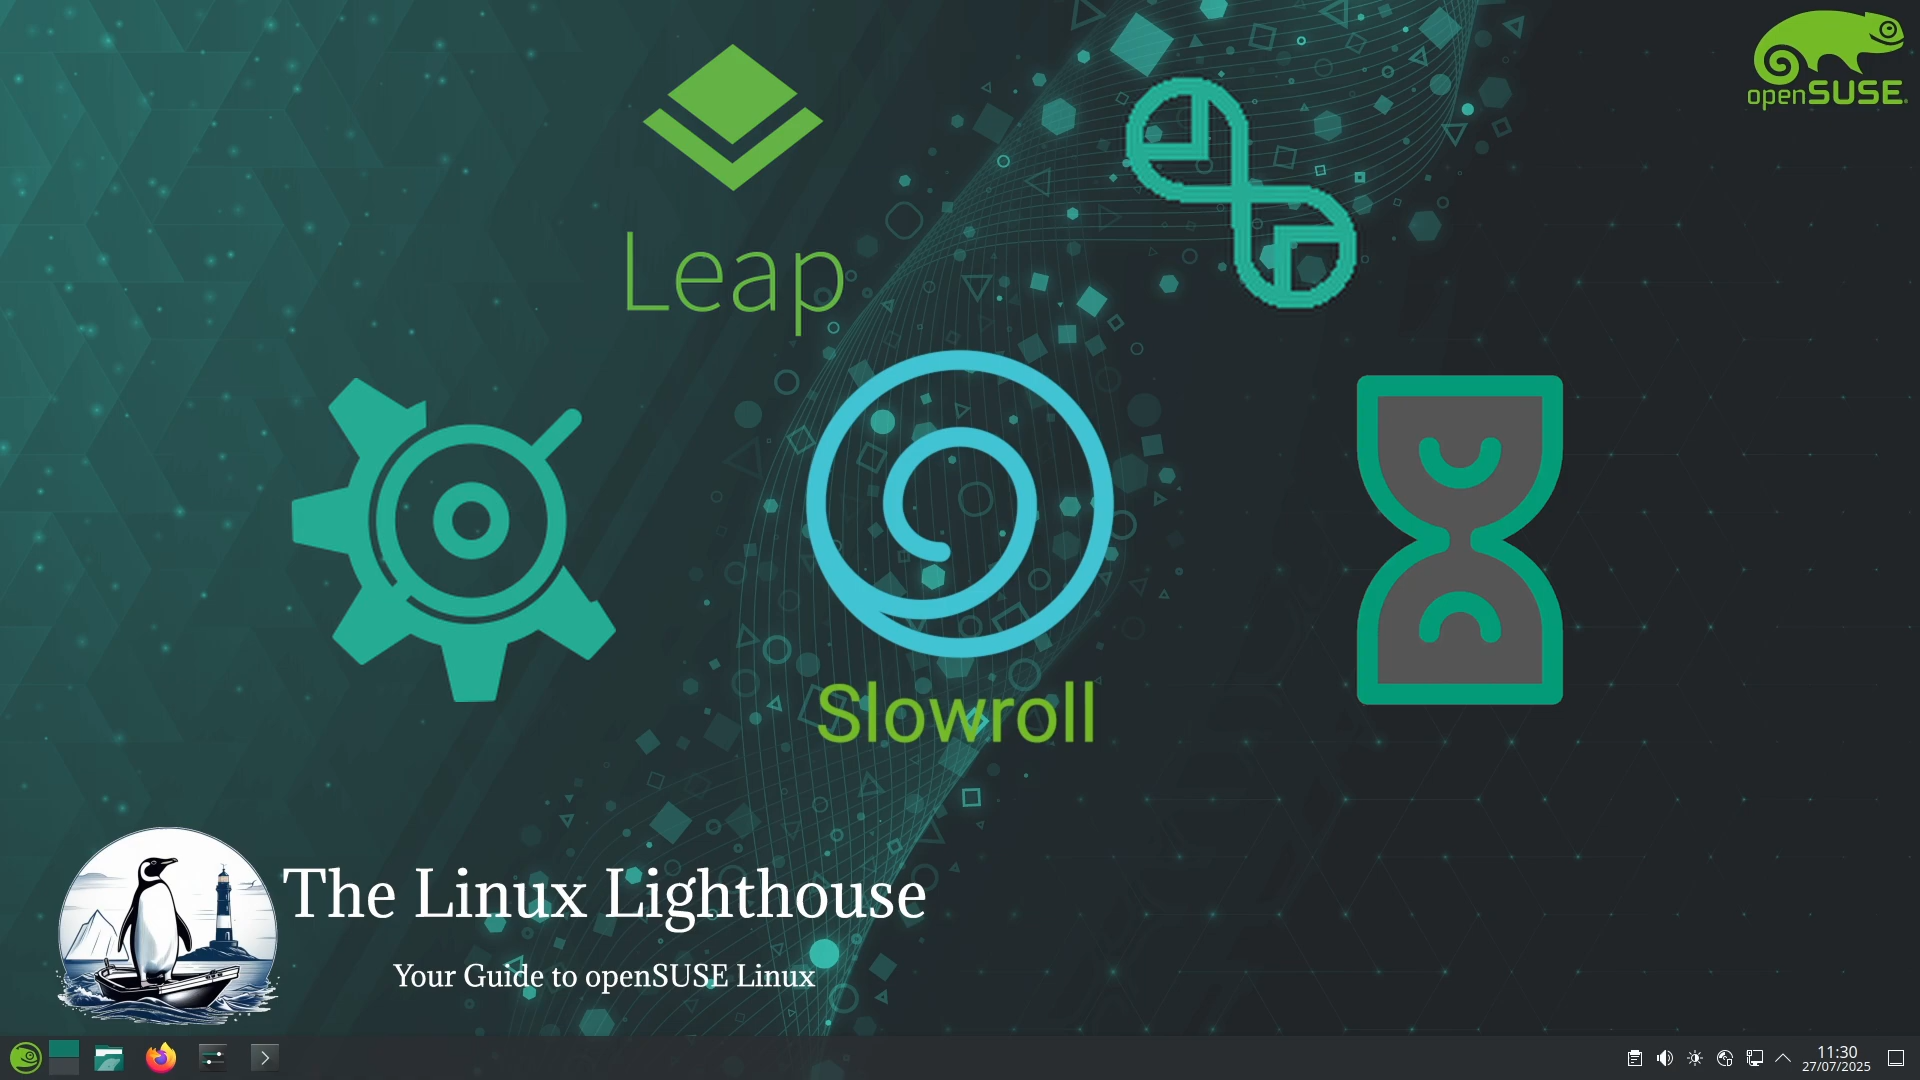 openSUSE
Leap
Slowroll
The Linux Lighthouse
Your Guide to openSUSE Linux
11:30
27/07/2025